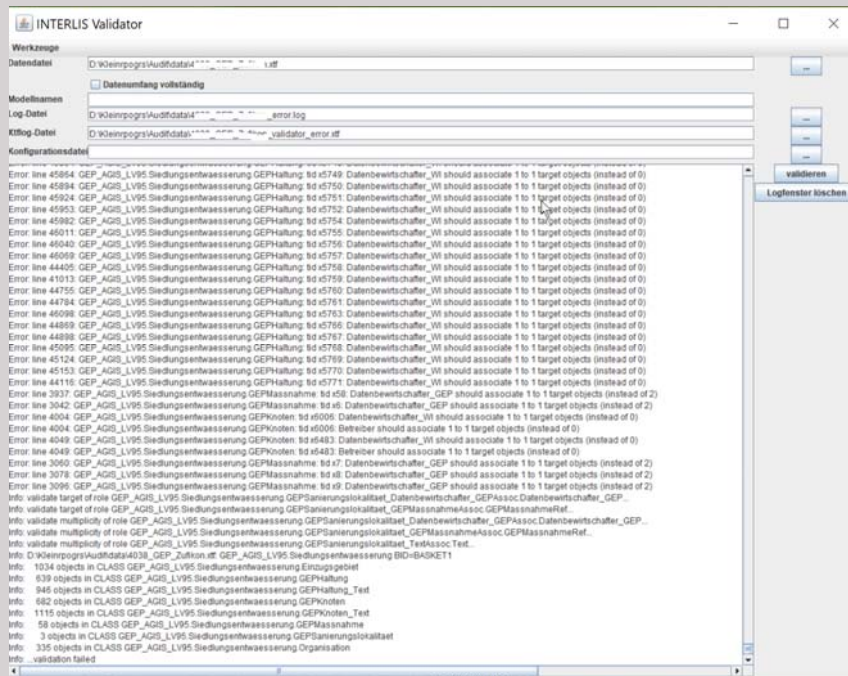 INTERLIS Validator
Werkzeuge
Datendatei
Datenumfang vollständig
Modellnamen
Log-Datei
Xtflog-Datei
Konfigurationsdatei
...
validieren
Logfenster löschen
Error: line 45864: GEP_AGIS_LV95.Siedlungsentwaesserung.GEPHaltung: tid x5749: Datenbewirtschafter_WI should associate 1 to 1 target objects (instead of 0)
Error: line 45894: GEP_AGIS_LV95.Siedlungsentwaesserung.GEPHaltung: tid x5750: Datenbewirtschafter_WI should associate 1 to 1 target objects (instead of 0)
Error: line 45924: GEP_AGIS_LV95.Siedlungsentwaesserung.GEPHaltung: tid x5751: Datenbewirtschafter_WI should associate 1 to 1 target objects (instead of 0)
Error: line 45953: GEP_AGIS_LV95.Siedlungsentwaesserung.GEPHaltung: tid x5752: Datenbewirtschafter_WI should associate 1 to 1 target objects (instead of 0)
Error: line 45982: GEP_AGIS_LV95.Siedlungsentwaesserung.GEPHaltung: tid x5754: Datenbewirtschafter_WI should associate 1 to 1 target objects (instead of 0)
Error: line 46011: GEP_AGIS_LV95.Siedlungsentwaesserung.GEPHaltung: tid x5755: Datenbewirtschafter_WI should associate 1 to 1 target objects (instead of 0)
Error: line 46040: GEP_AGIS_LV95.Siedlungsentwaesserung.GEPHaltung: tid x5756: Datenbewirtschafter_WI should associate 1 to 1 target objects (instead of 0)
Error: line 46069: GEP_AGIS_LV95.Siedlungsentwaesserung.GEPHaltung: tid x5757: Datenbewirtschafter_WI should associate 1 to 1 target objects (instead of 0)
Error: line 44405: GEP_AGIS_LV95.Siedlungsentwaesserung.GEPHaltung: tid x5758: Datenbewirtschafter_WI should associate 1 to 1 target objects (instead of 0)
Error: line 41013: GEP_AGIS_LV95.Siedlungsentwaesserung.GEPHaltung: tid x5759: Datenbewirtschafter_WI should associate 1 to 1 target objects (instead of 0)
Error: line 44755: GEP_AGIS_LV95.Siedlungsentwaesserung.GEPHaltung: tid x5760: Datenbewirtschafter_WI should associate 1 to 1 target objects (instead of 0)
Error: line 44784: GEP_AGIS_LV95.Siedlungsentwaesserung.GEPHaltung: tid x5761: Datenbewirtschafter_WI should associate 1 to 1 target objects (instead of 0)
Error: line 46098: GEP_AGIS_LV95.Siedlungsentwaesserung.GEPHaltung: tid x5763: Datenbewirtschafter_WI should associate 1 to 1 target objects (instead of 0)
Error: line 44869: GEP_AGIS_LV95.Siedlungsentwaesserung.GEPHaltung: tid x5766: Datenbewirtschafter_WI should associate 1 to 1 target objects (instead of 0)
Error: line 44898: GEP_AGIS_LV95.Siedlungsentwaesserung.GEPHaltung: tid x5767: Datenbewirtschafter_WI should associate 1 to 1 target objects (instead of 0)
Error: line 45095: GEP_AGIS_LV95.Siedlungsentwaesserung.GEPHaltung: tid x5768: Datenbewirtschafter_WI should associate 1 to 1 target objects (instead of 0)
Error: line 45124: GEP_AGIS_LV95.Siedlungsentwaesserung.GEPHaltung: tid x5769: Datenbewirtschafter_WI should associate 1 to 1 target objects (instead of 0)
Error: line 45153: GEP_AGIS_LV95.Siedlungsentwaesserung.GEPHaltung: tid x5770: Datenbewirtschafter_WI should associate 1 to 1 target objects (instead of 0)
Error: line 44116: GEP_AGIS_LV95.Siedlungsentwaesserung.GEPHaltung: tid x5771: Datenbewirtschafter_WI should associate 1 to 1 target objects (instead of 0)
Error: line 3937: GEP_AGIS_LV95.Siedlungsentwaesserung.GEPMassnahme: tid x58: Datenbewirtschafter_GEP should associate 1 to 1 target objects (instead of 2)
Error: line 3042: GEP_AGIS_LV95.Siedlungsentwaesserung.GEPMassnahme: tid x6: Datenbewirtschafter_GEP should associate 1 to 1 target objects (instead of 2)
Error: line 4004: GEP_AGIS_LV95.Siedlungsentwaesserung.GEPKnoten: tid x6006: Datenbewirtschafter_WI should associate 1 to 1 target objects (instead of 0)
Error: line 4004: GEP_AGIS_LV95.Siedlungsentwaesserung.GEPKnoten: tid x6006: Betreiber should associate 1 to 1 target objects (instead of 0)
Error: line 4049: GEP_AGIS_LV95.Siedlungsentwaesserung.GEPKnoten: tid x6483: Datenbewirtschafter_WI should associate 1 to 1 target objects (instead of 0)
Error: line 4049: GEP_AGIS_LV95.Siedlungsentwaesserung.GEPKnoten: tid x6483: Betreiber should associate 1 to 1 target objects (instead of 0)
Error: line 3060: GEP_AGIS_LV95.Siedlungsentwaesserung.GEPMassnahme: tid x7: Datenbewirtschafter_GEP should associate 1 to 1 target objects (instead of 2)
Error: line 3078: GEP_AGIS_LV95.Siedlungsentwaesserung.GEPMassnahme: tid x8: Datenbewirtschafter_GEP should associate 1 to 1 target objects (instead of 2)
Error: line 3096: GEP_AGIS_LV95.Siedlungsentwaesserung.GEPMassnahme: tid x9: Datenbewirtschafter_GEP should associate 1 to 1 target objects (instead of 2)
Info: validate target of role GEP_AGIS_LV95.Siedlungsentwaesserung.GEPSanierungslokalitaet_Datenbewirtschafter_GEPAssoc.Datenbewirtschafter_GEP...
Info: validate target of role GEP_AGIS_LV95.Siedlungsentwaesserung.GEPSanierungslokalitaet_GEPMassnahmeAssoc.GEPMassnahmeRef...
Info: validate multiplicity of role GEP_AGIS_LV95.Siedlungsentwaesserung.GEPSanierungslokalitaet_Datenbewirtschafter_GEPAssoc.Datenbewirtschafter_GEP...
Info: validate multiplicity of role GEP_AGIS_LV95.Siedlungsentwaesserung.GEPSanierungslokalitaet_GEPMassnahmeAssoc.GEPMassnahmeRef...
Info: validate multiplicity of role GEP_AGIS_LV95.Siedlungsentwaesserung.GEPSanierungslokalitaet_TextAssoc.Text...
Info: D:\Kleinrpogrs\Audif\data\4038_GEP_Zufikon.xtf: GEP_AGIS_LV95.Siedlungsentwaesserung BID=BASKET1
Info: 1034 objects in CLASS GEP_AGIS_LV95.Siedlungsentwaesserung.Einzugsgebiet
Info: 639 objects in CLASS GEP_AGIS_LV95.Siedlungsentwaesserung.GEPHaltung
Info: 946 objects in CLASS GEP_AGIS_LV95.Siedlungsentwaesserung.GEPHaltung_Text
Info: 682 objects in CLASS GEP_AGIS_LV95.Siedlungsentwaesserung.GEPKnoten
Info: 1115 objects in CLASS GEP_AGIS_LV95.Siedlungsentwaesserung.GEPKnoten_Text
Info: 58 objects in CLASS GEP_AGIS_LV95.Siedlungsentwaesserung.GEPMassnahme
Info: 3 objects in CLASS GEP_AGIS_LV95.Siedlungsentwaesserung.GEPSanierungslokalitaet
Info: 335 objects in CLASS GEP_AGIS_LV95.Siedlungsentwaesserung.Organisation
Info: ...validation failed